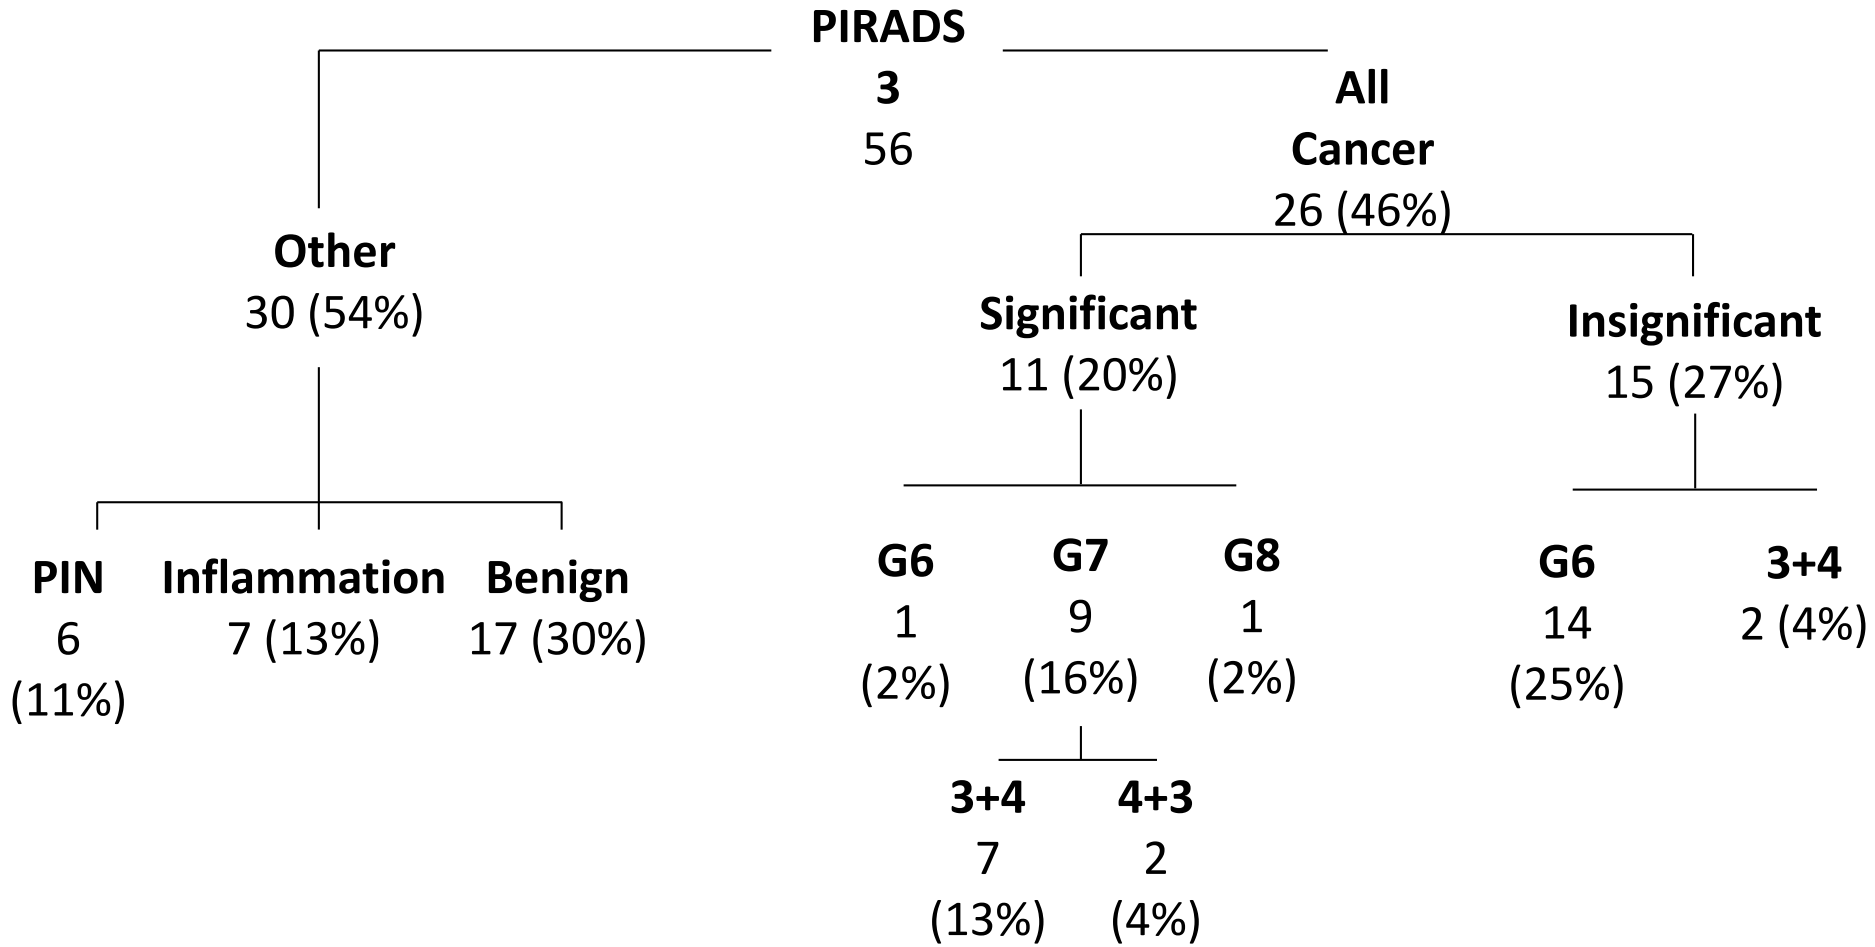 PIRADS
3
56
All
Cancer
26 (46%)
Other
30 (54%)
Significant
11 (20%)
Insignificant
15 (27%)
PIN
6
(11%)
Inflammation
7 (13%)
Benign
17 (30%)
G6
1
(2%)
G7
9
(16%)
G8
1
(2%)
G6
14
(25%)
3+4
2 (4%)
3+4
7
(13%)
4+3
2
(4%)